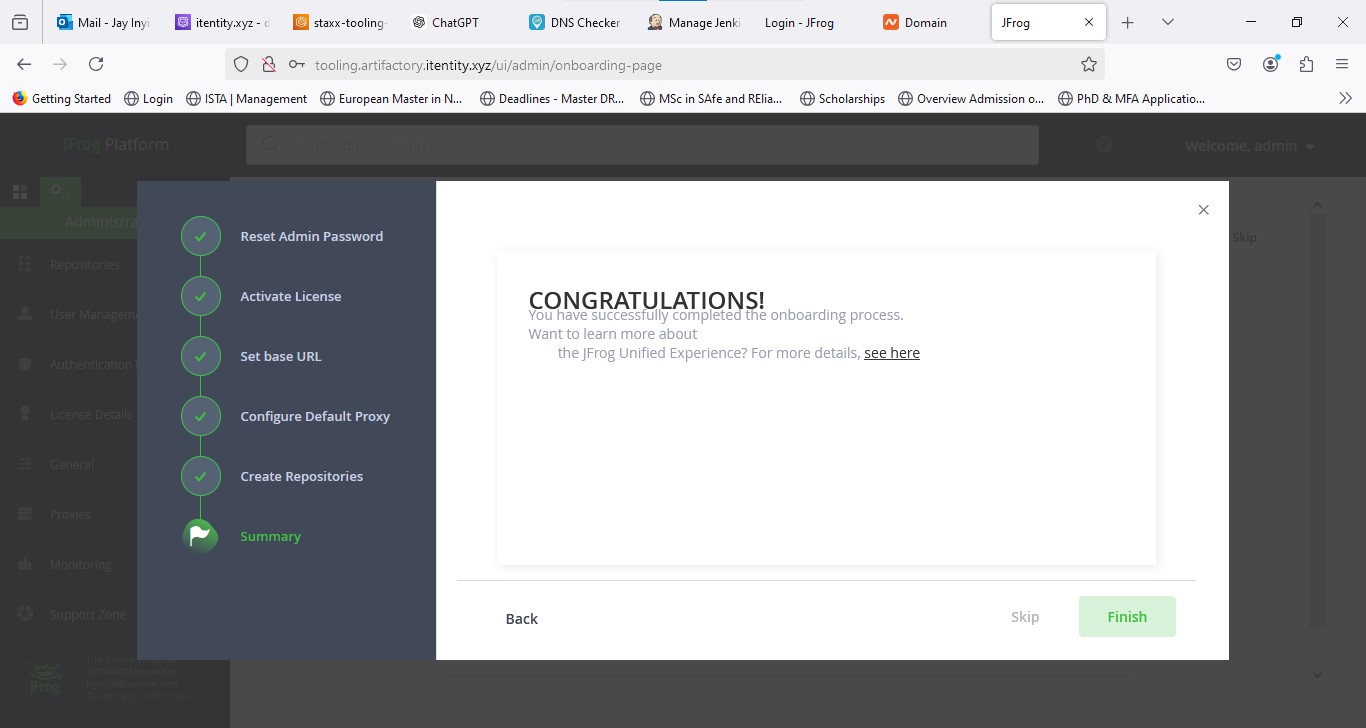 Mail - Jay Inyi
itentity.xyz - d
staxx-tooling-
ChatGPT
DNS Checker
Manage Jenki
Login - JFrog
Domain
JFrog
tooling.artifactory.itentity.xyz/ui/admin/onboarding-page
Getting Started
Login
ISTA | Management
European Master in N...
Deadlines - Master DR...
MSc in SAfe and RElia...
Scholarships
Overview Admission o...
PhD & MFA Applicatio...
JFrog Platform
Search admin resources
Welcome, admin
Administra
Skip
Repositories
User Managem
Authentication
License Details
General
Proxies
Monitoring
Support Zone
JFrog
Reset Admin Password
Activate License
Set base URL
Configure Default Proxy
Create Repositories
Summary
CONGRATULATIONS!
You have successfully completed the onboarding process.
Want to learn more about
the JFrog Unified Experience? For more details, see here
Back
Skip
Finish